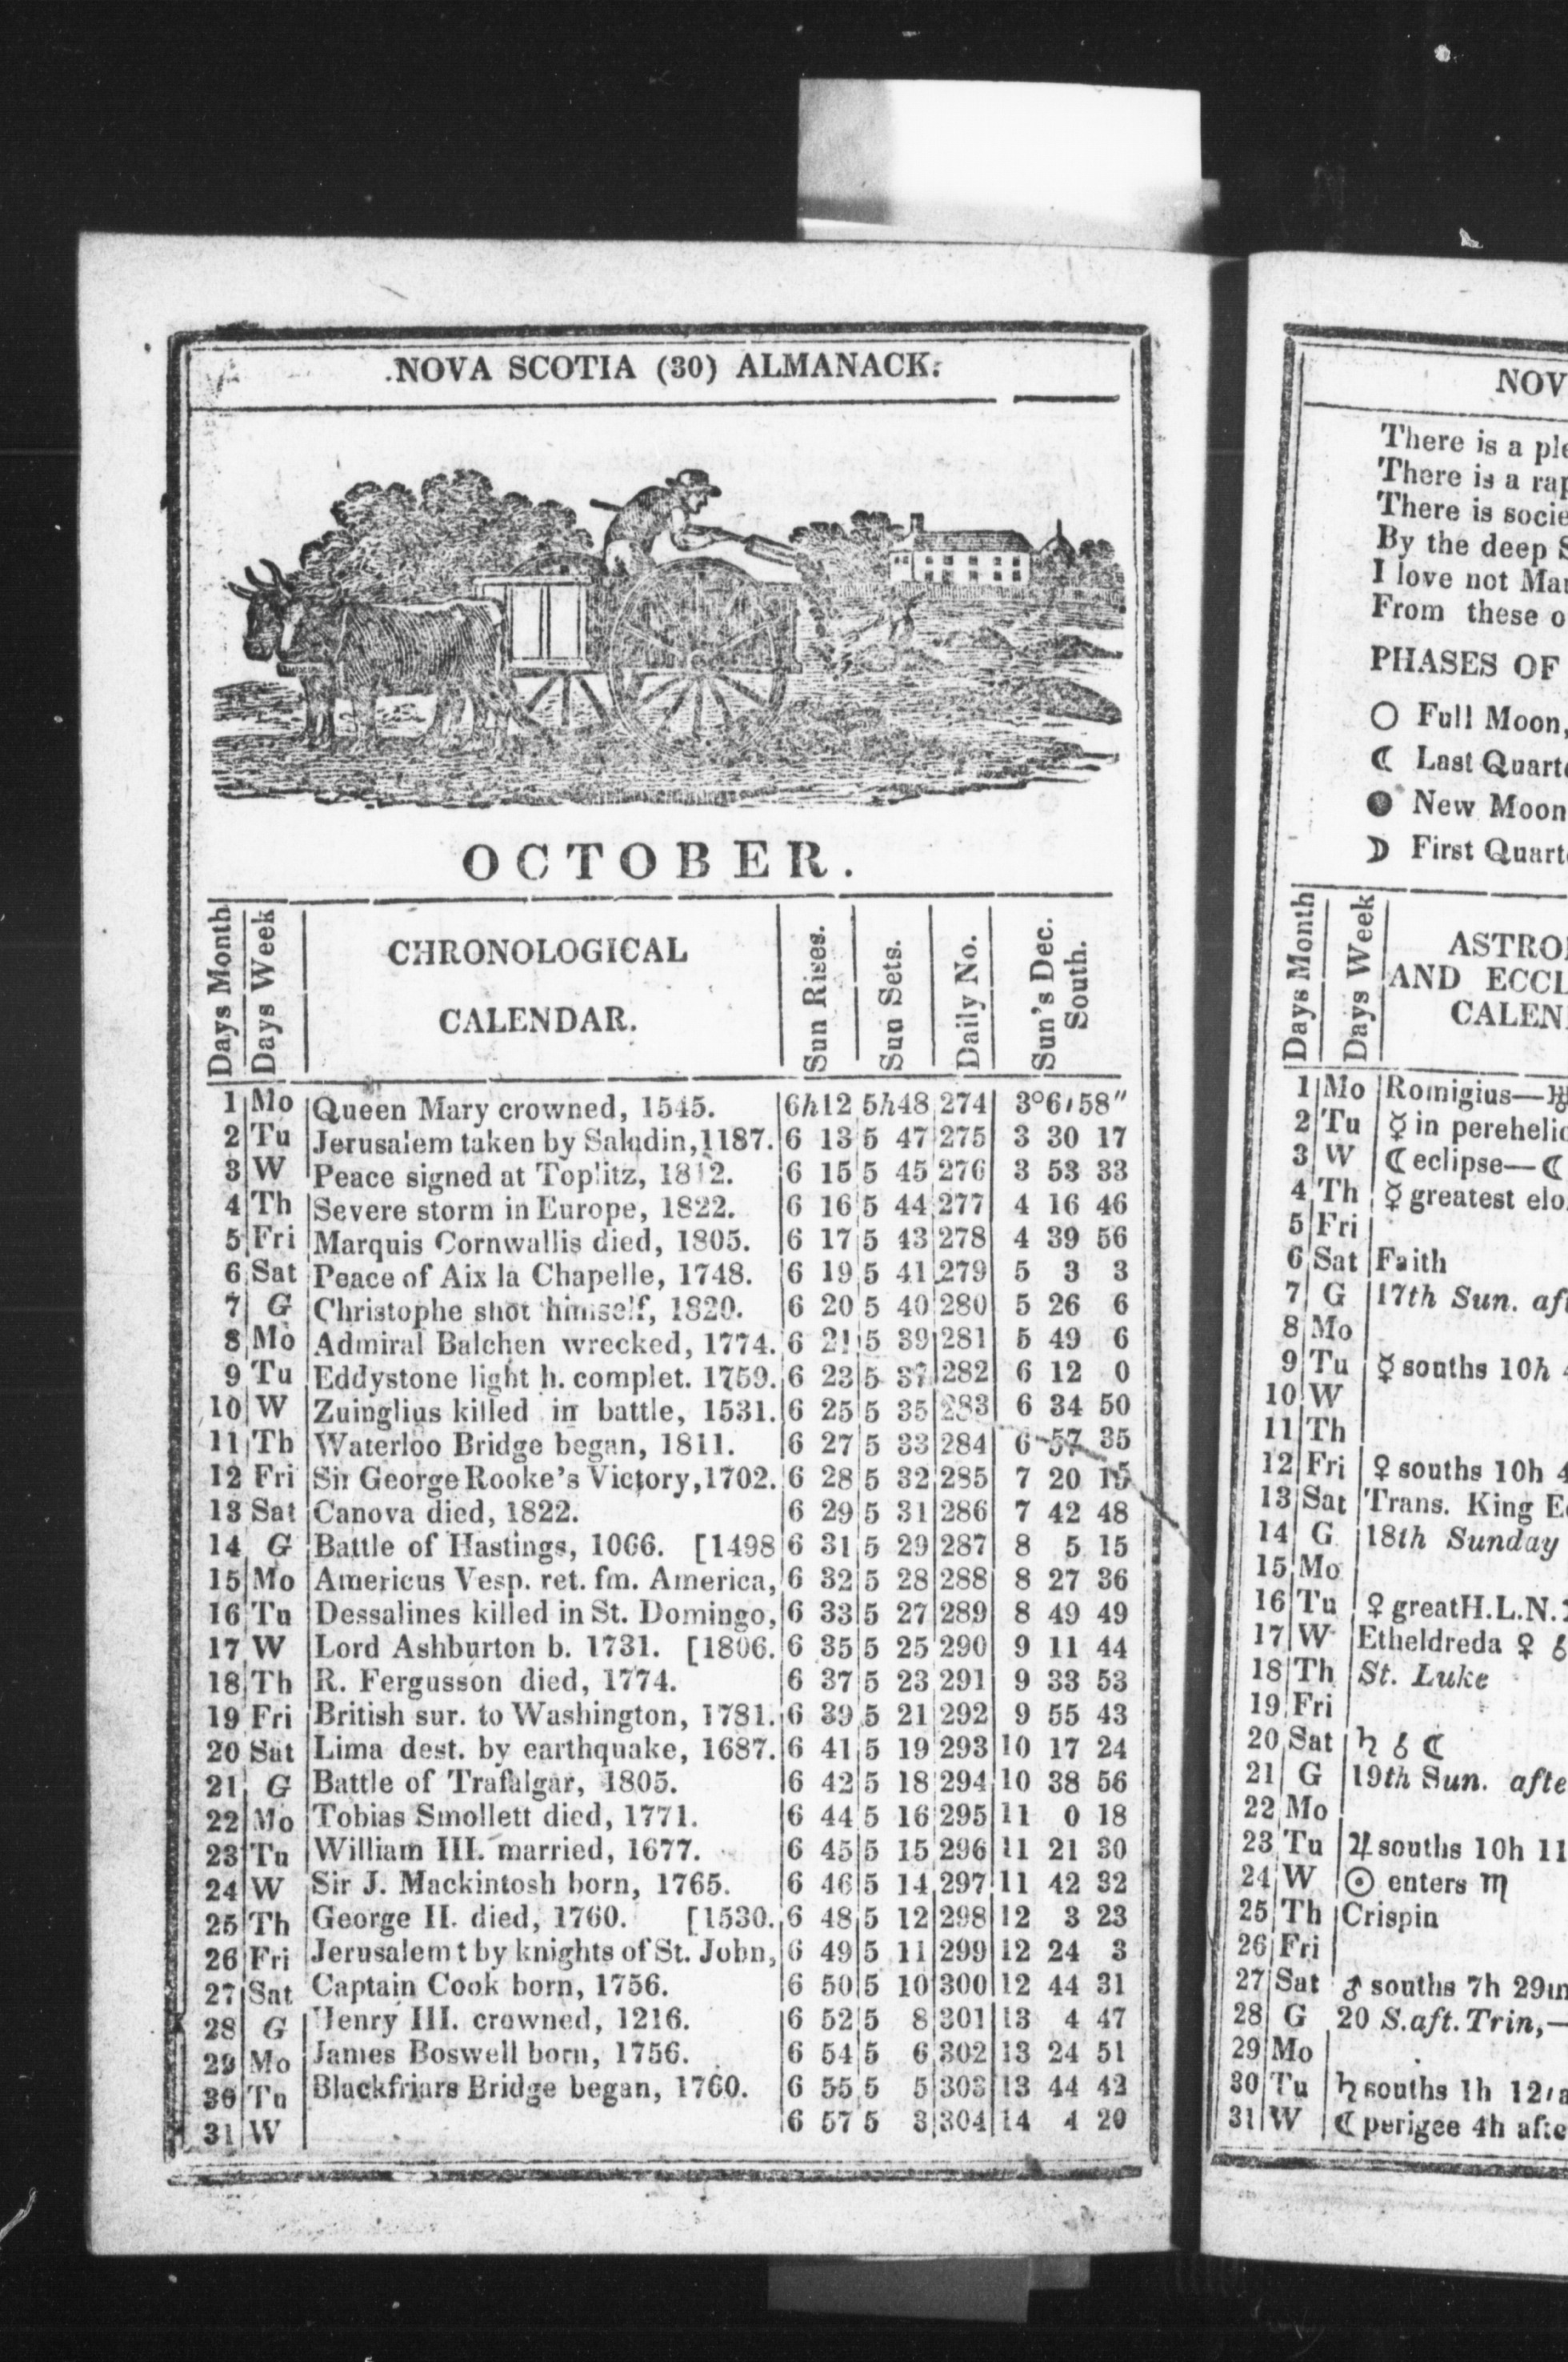 NOVA SCOTIA (30) ALMANACK.
OCTOBER.
Days Month
Days Week
CHRONOLOGICAL
CALENDAR.
Sun Rises.
Sun Sets.
Daily No.
Sun's Dec. South.
1 Mo Queen Mary crowned, 1545. 6h12 5h48 274 3°6′58″
2 Tu Jerusalem taken by Saladin, 1187. 6 13 5 47 275 3 30 17
3 W Peace signed at Toplitz, 1812. 6 15 5 45 276 3 53 33
4 Th Severe storm in Europe, 1822. 6 16 5 44 277 4 16 46
5 Fri Marquis Cornwallis died, 1805. 6 17 5 43 278 4 39 56
6 Sat Peace of Aix la Chapelle, 1748. 6 19 5 41 279 5 3 3
7 G Christophe shot himself, 1820. 6 20 5 40 280 5 26 6
8 Mo Admiral Balchen wrecked, 1774. 6 21 5 39 281 5 49 6
9 Tu Eddystone light h. complet. 1759. 6 23 5 37 282 6 12 0
10 W Zuinglius killed in battle, 1531. 6 25 5 35 283 6 34 50
11 Th Waterloo Bridge began, 1811. 6 27 5 33 284 6 57 35
12 Fri Sir George Rooke's Victory, 1702. 6 28 5 32 285 7 20 15
13 Sat Canova died, 1822. 6 29 5 31 286 7 42 48
14 G Battle of Hastings, 1066. [1498 6 31 5 29 287 8 5 15
15 Mo Americus Vesp. ret. fm. America, 6 32 5 28 288 8 27 36
16 Tu Dessalines killed in St. Domingo, 6 33 5 27 289 8 49 49
17 W Lord Ashburton b. 1731. [1806. 6 35 5 25 290 9 11 44
18 Th R. Fergusson died, 1774. 6 37 5 23 291 9 33 53
19 Fri British sur. to Washington, 1781. 6 39 5 21 292 9 55 43
20 Sat Lima dest. by earthquake, 1687. 6 41 5 19 293 10 17 24
21 G Battle of Trafalgar, 1805. 6 42 5 18 294 10 38 56
22 Mo Tobias Smollett died, 1771. 6 44 5 16 295 11 0 18
23 Tu William III. married, 1677. 6 45 5 15 296 11 21 30
24 W Sir J. Mackintosh born, 1765. 6 46 5 14 297 11 42 32
25 Th George II. died, 1760. [1530. 6 48 5 12 298 12 3 23
26 Fri Jerusalem t by knights of St. John, 6 49 5 11 299 12 24 3
27 Sat Captain Cook born, 1756. 6 50 5 10 300 12 44 31
28 G Henry III. crowned, 1216. 6 52 5 8 301 13 4 47
29 Mo James Boswell born, 1756. 6 54 5 6 302 13 24 51
30 Tu Blackfriars Bridge began, 1760. 6 55 5 5 303 13 44 42
31 W 6 57 5 3 304 14 4 20
NOV
There is a
There is a
There is
By the deep
I love not
From these
PHASES OF
○ Full Moon,
☾ Last
● New Moon
☽ First
Days Month
Days Week
AND
1 Mo Romigius—
2 Tu ☿ in
3 W ☾ eclipse—☾
4 Th ☿ greatest
5 Fri
6 Sat Faith
7 G 17th Sun.
8 Mo
9 Tu ☿ souths 10h
10 W
11 Th
12 Fri ♀ souths 10h
13 Sat Trans. King
14 G 18th Sunday
15 Mo
16 Tu ♀ great H.L.N.
17 W Etheldreda ♀
18 Th St. Luke
19 Fri
20 Sat ♄ ☌ ☾
21 G 19th Sun.
22 Mo
23 Tu ♃ souths 10h 11
24 W ☉ enters ♏
25 Th Crispin
26 Fri
27 Sat ♂ souths 7h
28 G 20 S. aft. Trin,—
29 Mo
30 Tu ♄ souths 1h
31 W ☾ perigee 4h